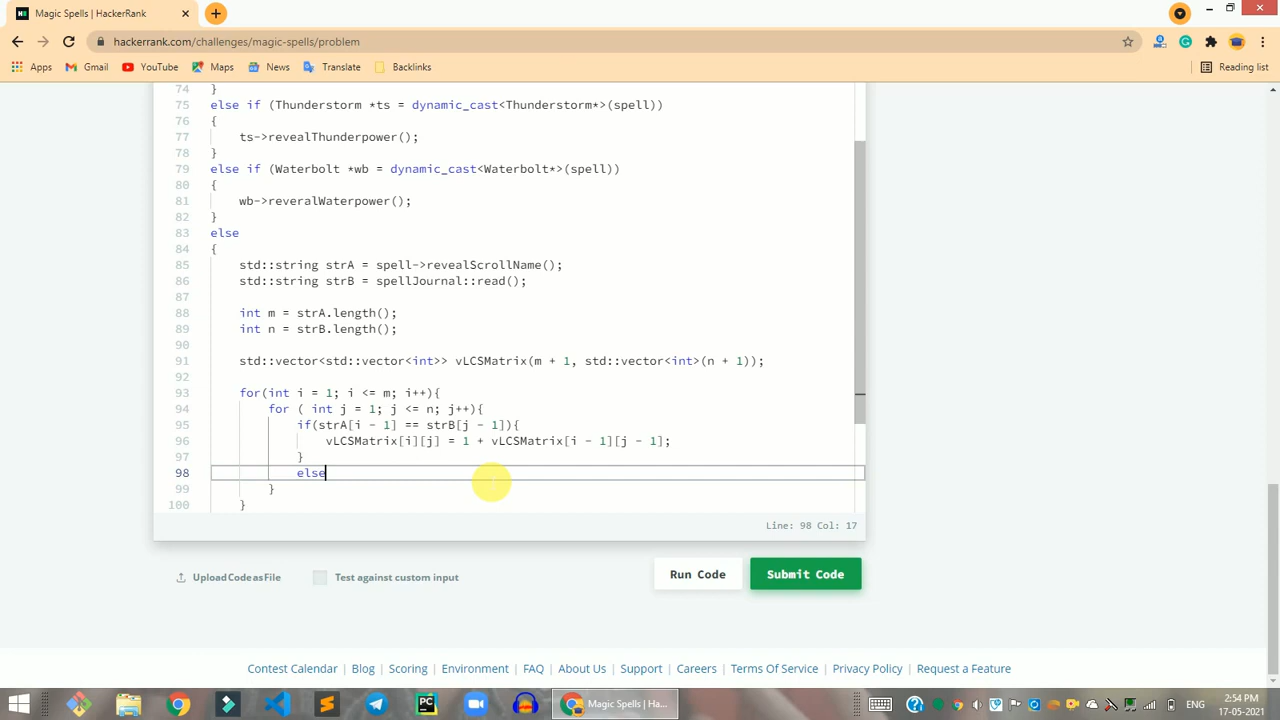 Magic Spells | HackerRank
hackerrank.com/challenges/magic-spells/problem
Apps Gmail YouTube Maps News Translate Backlinks Reading list
74 }
75 else if (Thunderstorm *ts = dynamic_cast<Thunderstorm*>(spell))
76 {
77 ts->revealThunderpower();
78 }
79 else if (Waterbolt *wb = dynamic_cast<Waterbolt*>(spell))
80 {
81 wb->reveralWaterpower();
82 }
83 else
84 {
85 std::string strA = spell->revealScrollName();
86 std::string strB = spellJournal::read();
87
88 int m = strA.length();
89 int n = strB.length();
90
91 std::vector<std::vector<int>> vLCSMatrix(m + 1, std::vector<int>(n + 1));
92
93 for(int i = 1; i <= m; i++){
94 for ( int j = 1; j <= n; j++){
95 if(strA[i - 1] == strB[j - 1]){
96 vLCSMatrix[i][j] = 1 + vLCSMatrix[i - 1][j - 1];
97 }
98 else
99 }
100 }
Line: 98 Col: 17
Upload Code as File Test against custom input Run Code Submit Code
Contest Calendar | Blog | Scoring | Environment | FAQ | About Us | Support | Careers | Terms Of Service | Privacy Policy | Request a Feature
Magic Spells | Ha... ENG 2:54 PM
17-05-2021